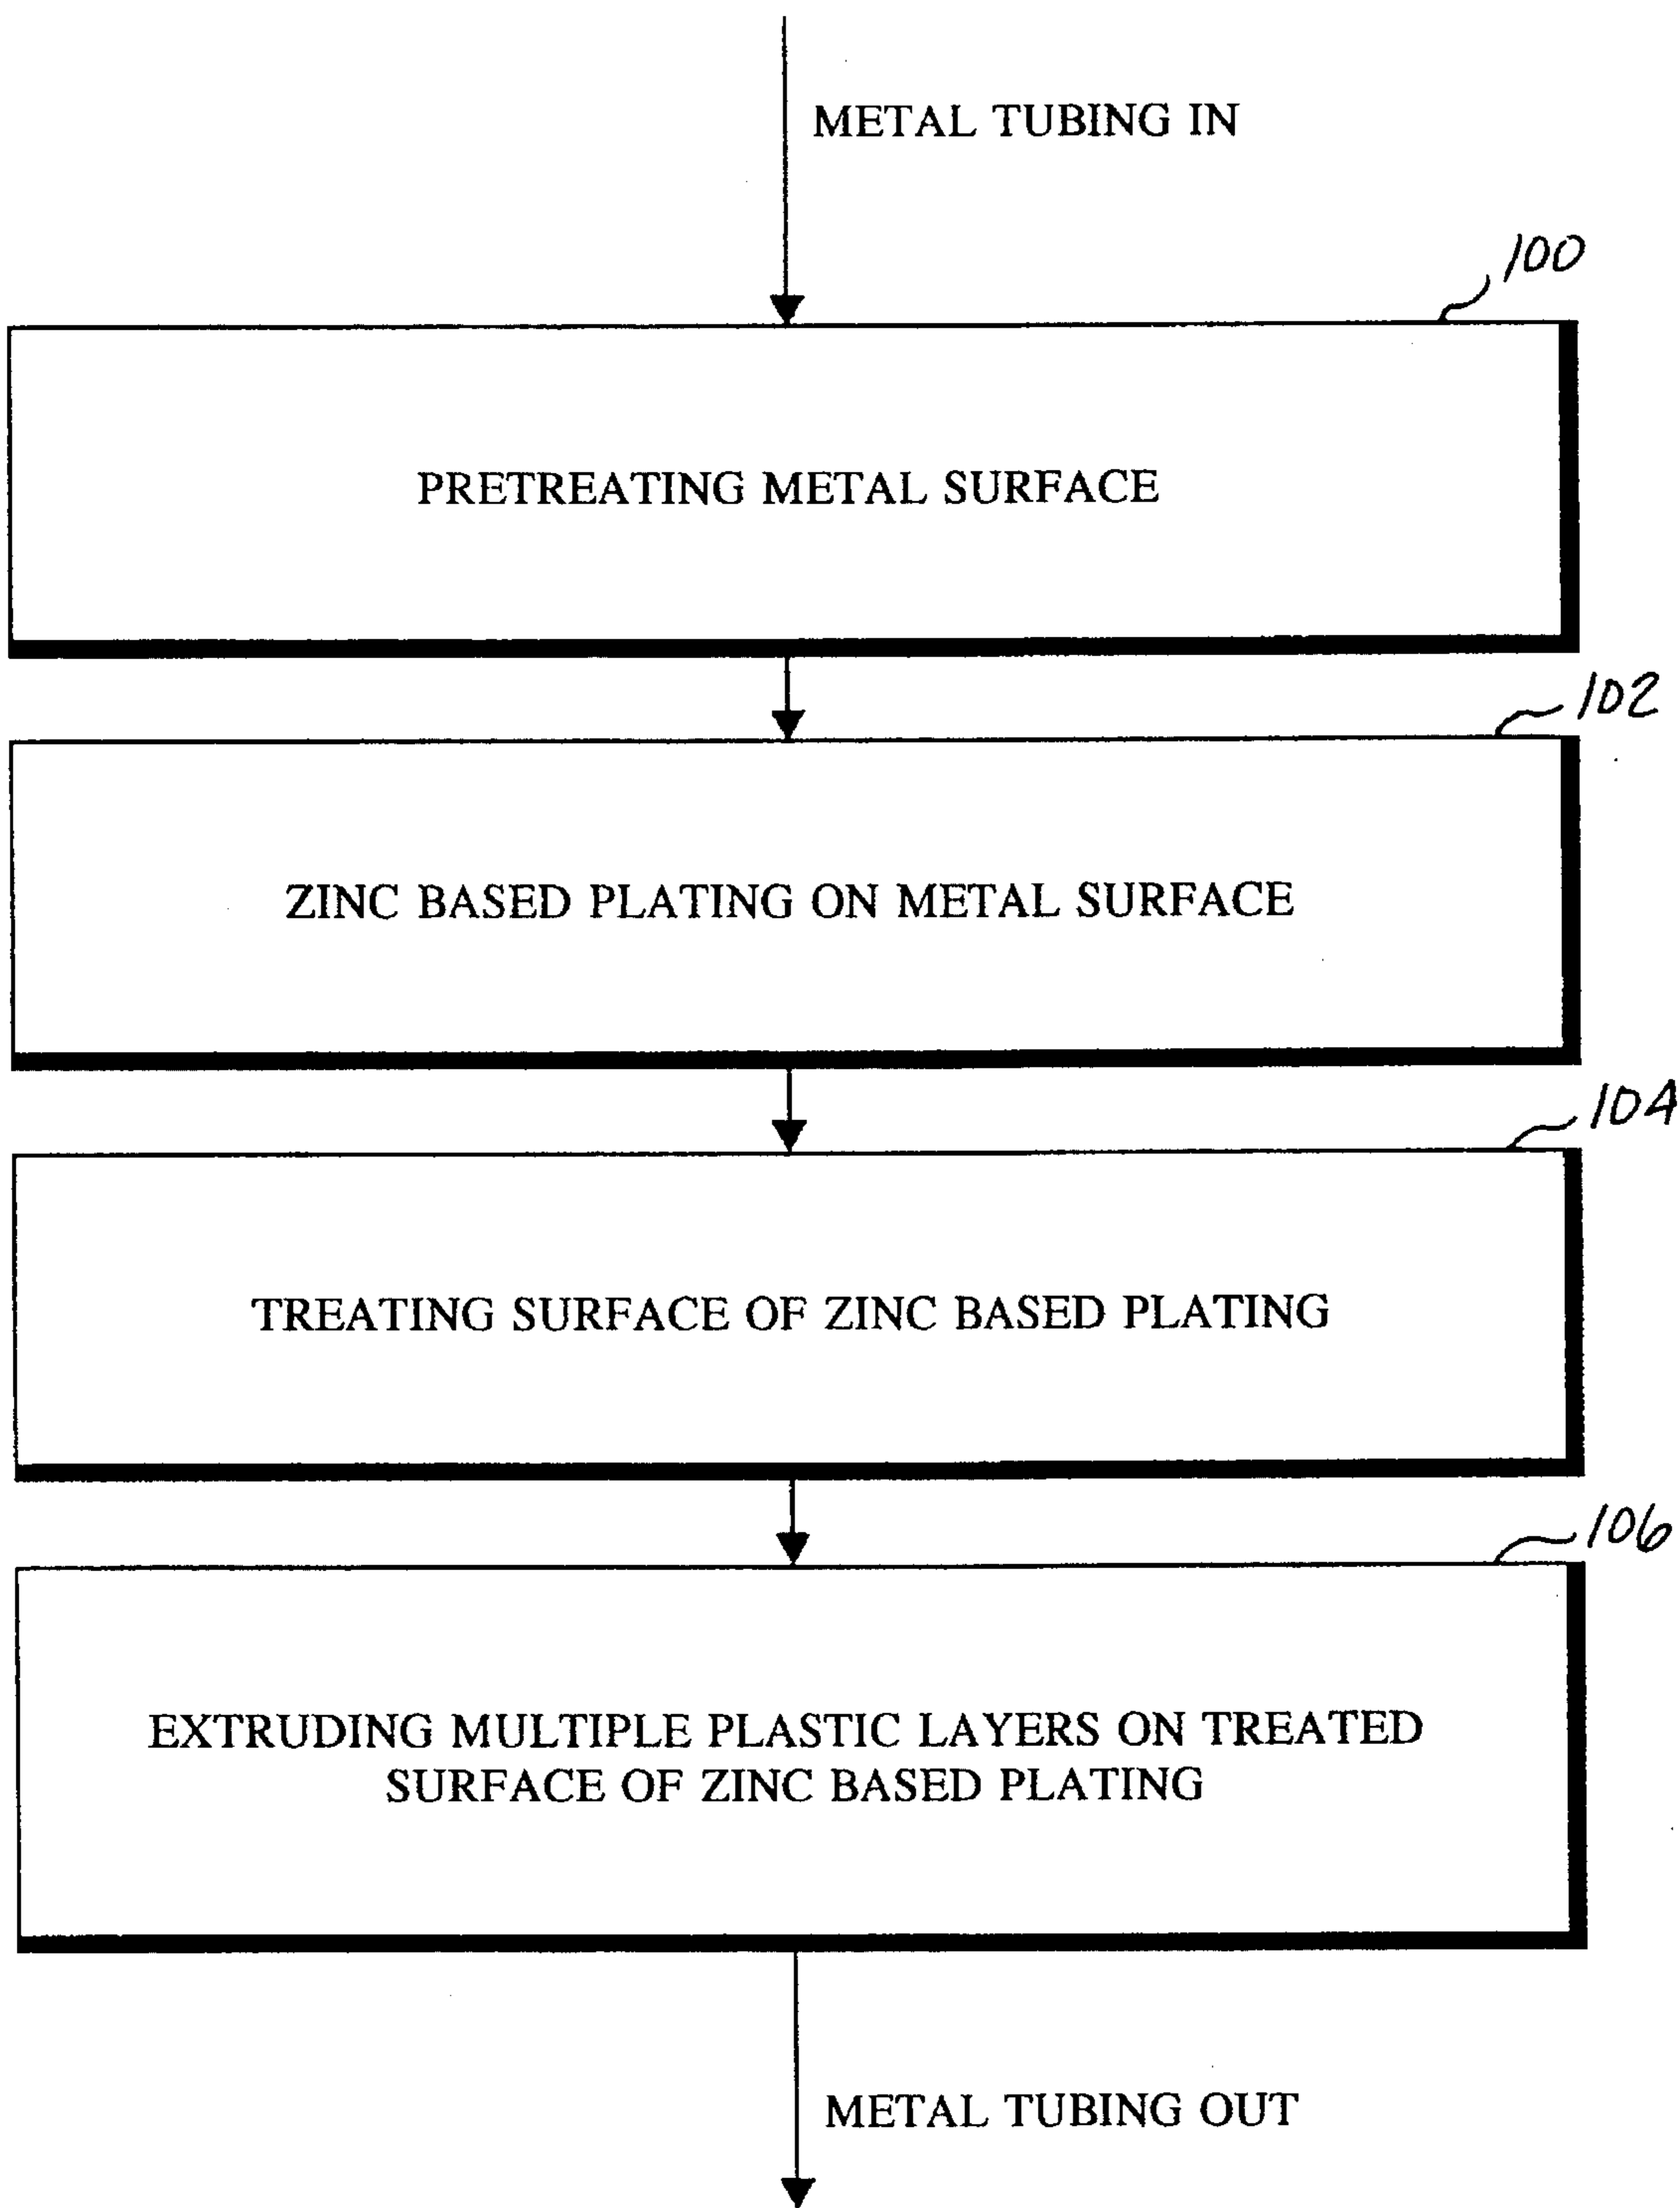 METAL TUBING IN
100
PRETREATING METAL SURFACE
102
ZINC BASED PLATING ON METAL SURFACE
104
TREATING SURFACE OF ZINC BASED PLATING
106
EXTRUDING MULTIPLE PLASTIC LAYERS ON TREATED
SURFACE OF ZINC BASED PLATING
METAL TUBING OUT